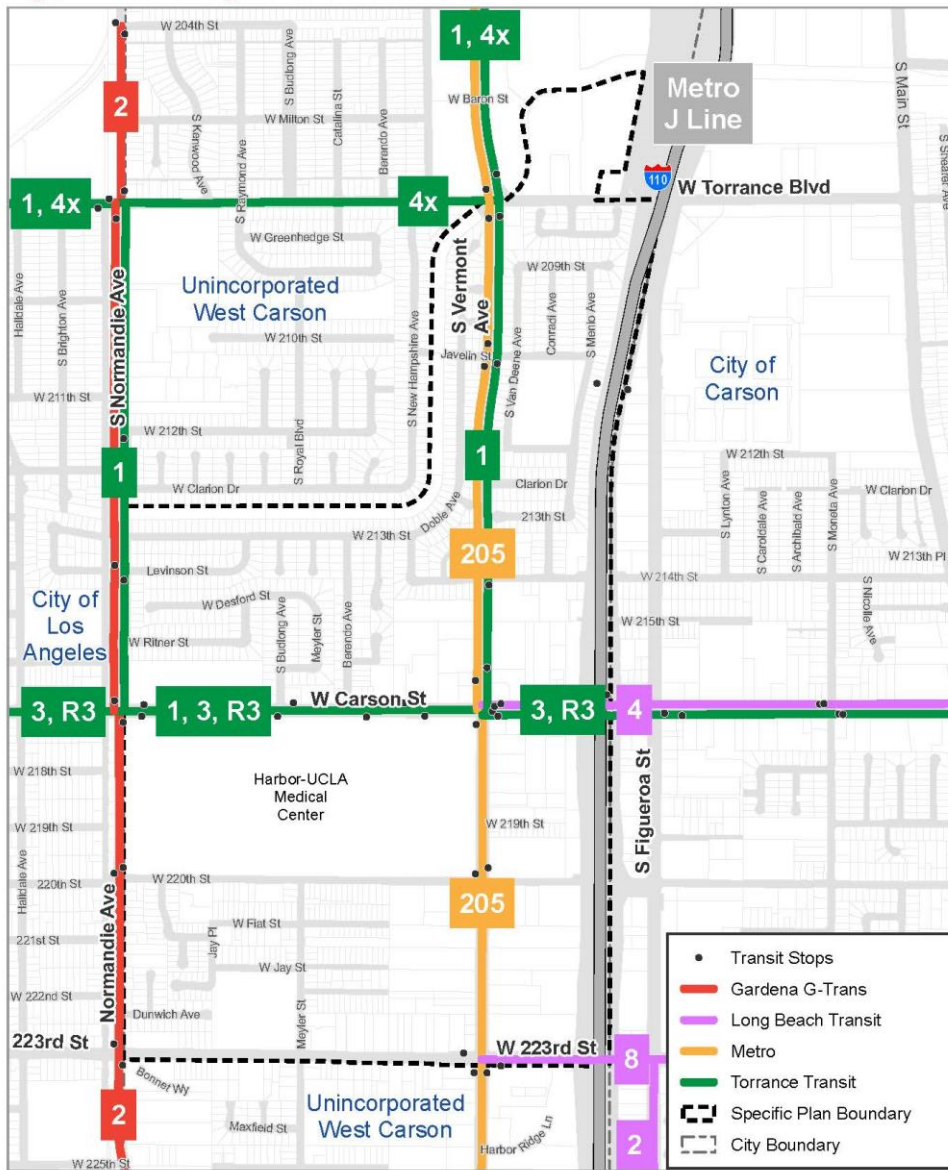 W 204th St
1, 4x
2
S Budlong Ave
W Baron St
Metro
J Line
S Main St
S Kenwood Ave
W Milton St
Catalina St
Berendo Ave
S Raymond Ave
110
W Torrance Blvd
1, 4x
4x
W Greenhedge St
Unincorporated
West Carson
S Normandie Ave
S Vermont
Ave
W 209th St
Conradi Ave
S Menlo Ave
Halldale Ave
S Brighton Ave
W 210th St
S New Hampshire Ave
Javelin St
S Van Deene Ave
City of
Carson
W 211th St
W 212th St
S Royal Blvd
1
1
W 212th St
W Clarion Dr
Clarion Dr
S Lynton Ave
S Caroldale Ave
S Archibald Ave
S Moneta Ave
W Clarion Dr
Doble Ave
213th St
W 213th St
205
W 213th Pl
Levinson St
W 214th St
City of
Los
Angeles
W Desford St
S Budlong Ave
Meyler St
Berendo Ave
W 215th St
S Nicolle Ave
W Ritner St
3, R3
1, 3, R3
W Carson St
3, R3
4
W 218th St
Harbor-UCLA
Medical
Center
S Figueroa St
W 219th St
W 219th St
Halldale Ave
220th St
Normandie Ave
W 220th St
205
W Fiat St
221st St
Jay Pl
W Jay St
W 222nd St
Dunwich Ave
Meyler St
223rd St
W 223rd St
8
Bonnet Wy
2
Unincorporated
West Carson
Maxfield St
Harbor Ridge Ln
2
W 225th St
Transit Stops
Gardena G-Trans
Long Beach Transit
Metro
Torrance Transit
Specific Plan Boundary
City Boundary